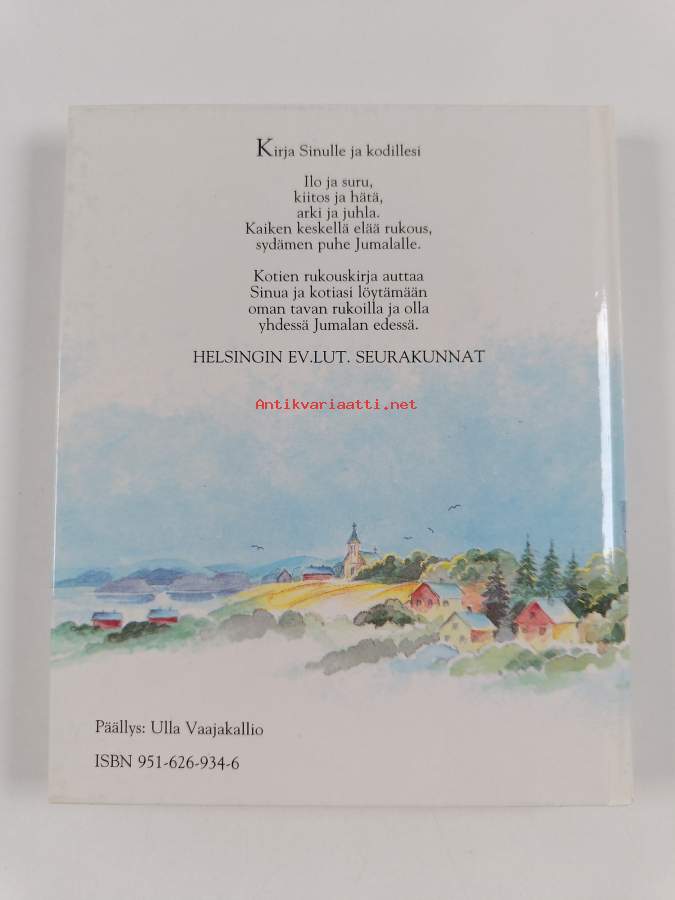 Kirja Sinulle ja kodillesi
Ilo ja suru,
kiitos ja hätä,
arki ja juhla.
Kaiken keskellä elää rukous,
sydämen puhe Jumalalle.
Kotien rukouskirja auttaa
Sinua ja kotiasi löytämään
oman tavan rukoilla ja olla
yhdessä Jumalan edessä.
HELSINGIN EV.LUT. SEURAKUNNAT
Antikvariaatti.net
Päällys: Ulla Vaajakallio
ISBN 951-626-934-6